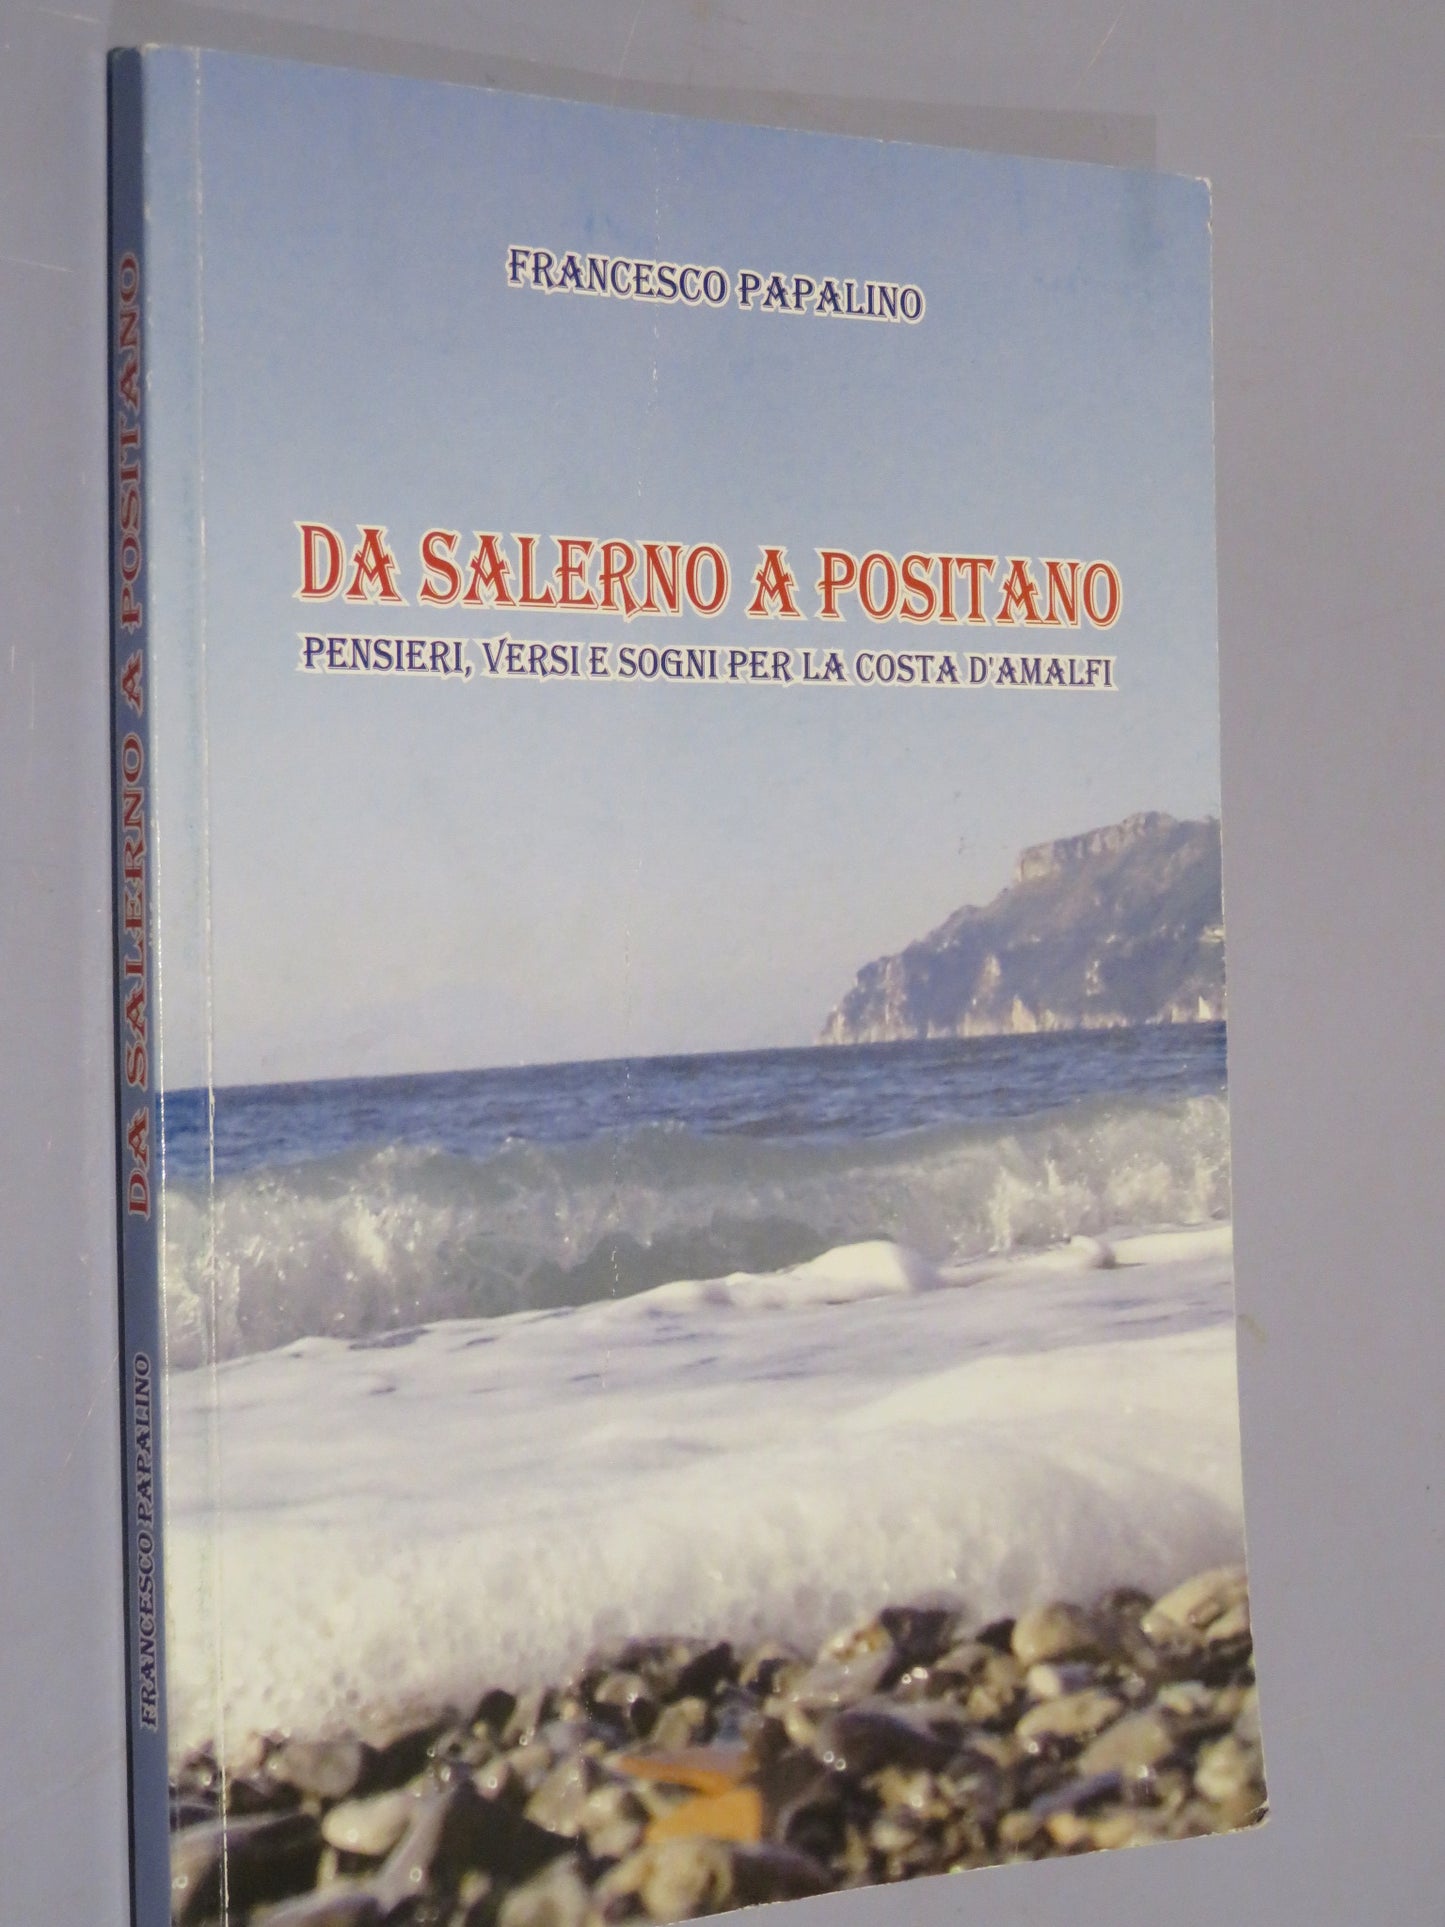 FRANCESCO PAPALINO
DA SALERNO A POSITANO
PENSIERI, VERSI E SOGNI PER LA COSTA D'AMALFI
FRANCESCO PAPALINO DA SALERNO A POSITANO